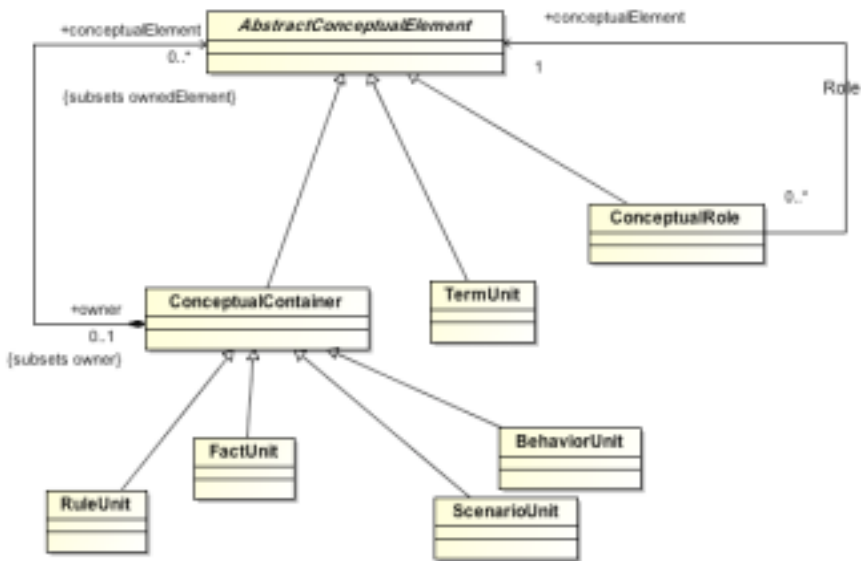 +conceptualElement
AbstractConceptualElement
+conceptualElement
0..*
1
{subsets ownedElement}
Role
0..*
ConceptualRole
TermUnit
ConceptualContainer
+owner
0..1
{subsets owner}
BehaviorUnit
FactUnit
RuleUnit
ScenarioUnit